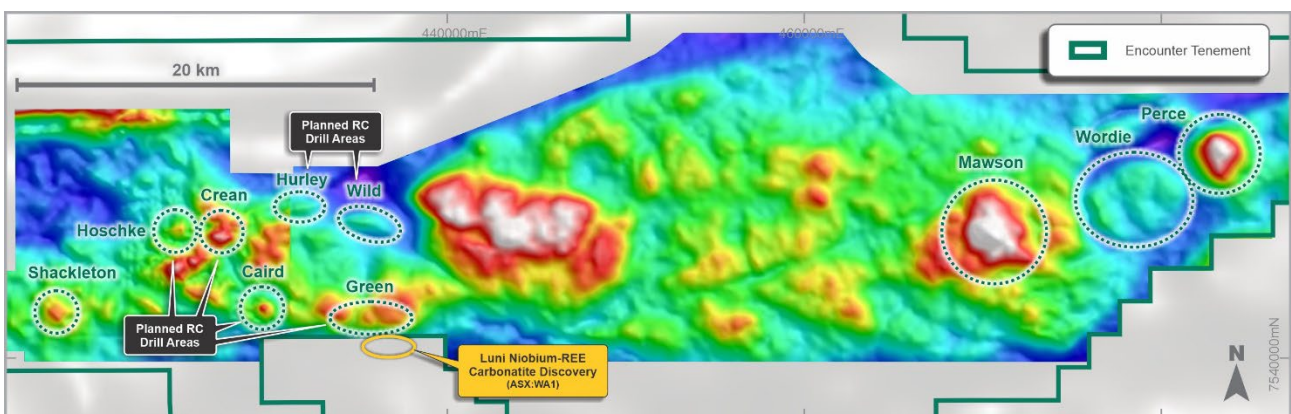 440000mE
460000mE
Encounter Tenement
20 km
Planned RC
Drill Areas
Perce
Wordie
Mawson
Hurley
Wild
Crean
Hoschke
Shackleton
Caird
Green
Planned RC
Drill Areas
Luni Niobium-REE
Carbonatite Discovery
(ASX:WA1)
N
7540000mN